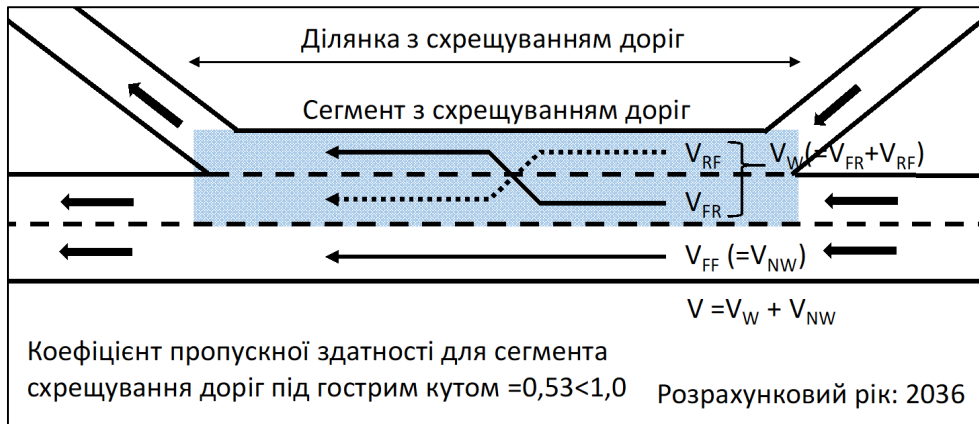 Ділянка з схрещуванням доріг
Сегмент з схрещуванням доріг
V_RF V_W(=V_FR+V_RF)
V_FR
V_FF (=V_NW)
V =V_W + V_NW
Коефіцієнт пропускної здатності для сегмента
схрещування доріг під гострим кутом =0,53<1,0
Розрахунковий рік: 2036